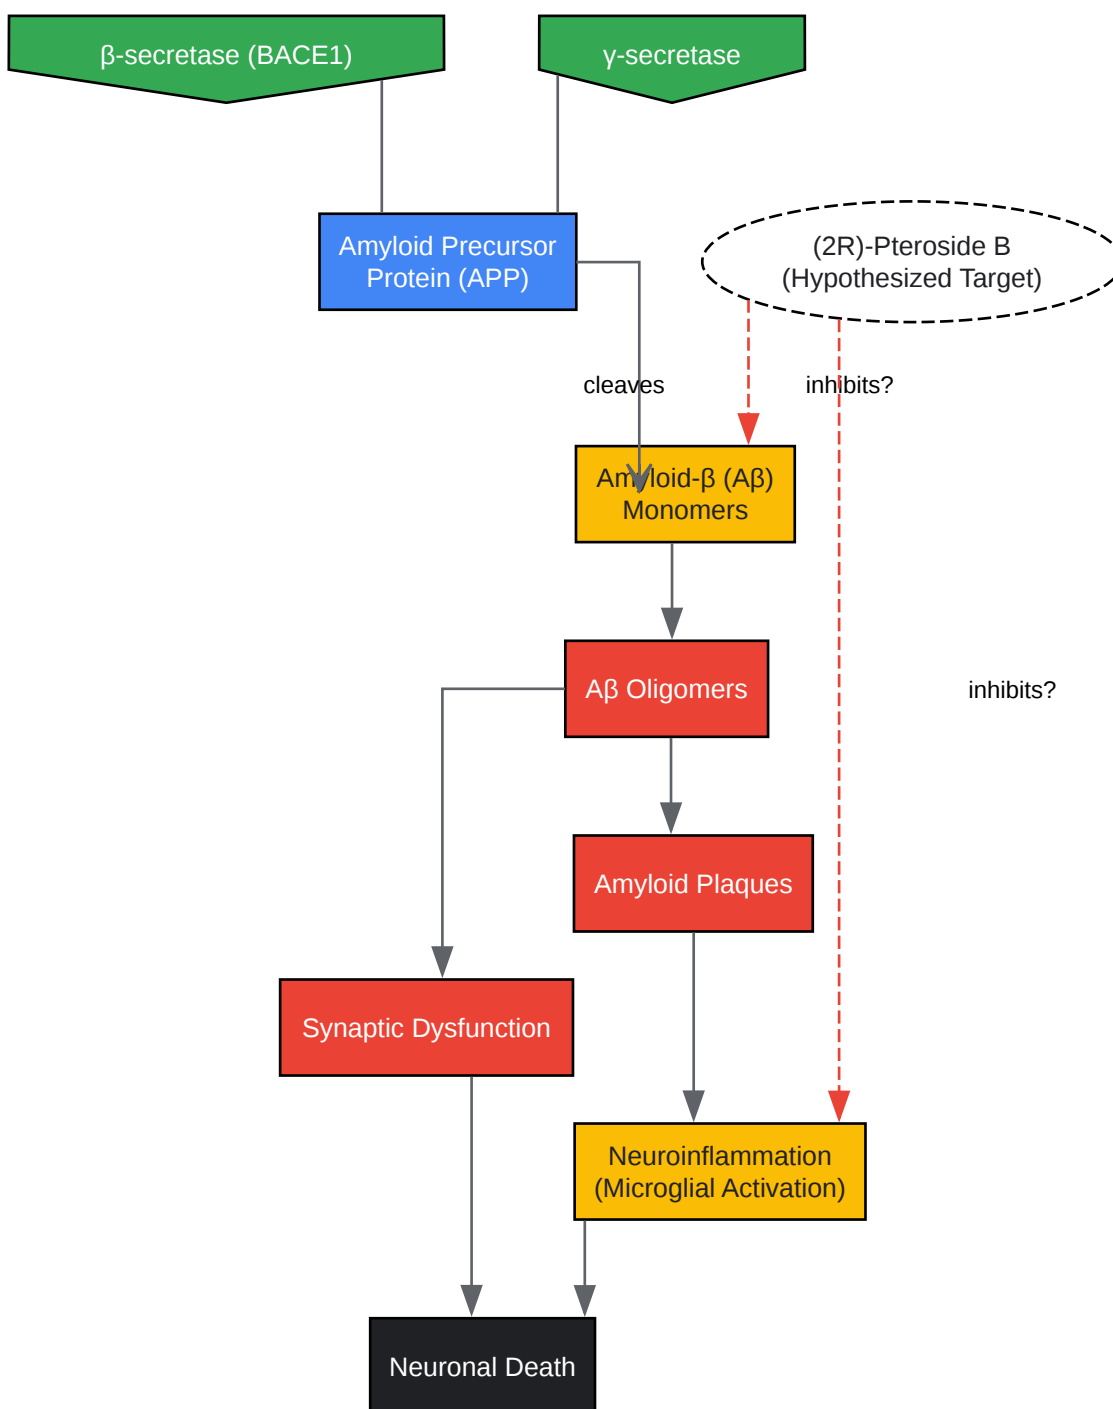 β-secretase (BACE1)
γ-secretase
Amyloid Precursor
Protein (APP)
(2R)-Pteroside B
(Hypothesized Target)
cleaves
inhibits?
Amyloid-β (Aβ)
Monomers
Aβ Oligomers
inhibits?
Amyloid Plaques
Synaptic Dysfunction
Neuroinflammation
(Microglial Activation)
Neuronal Death